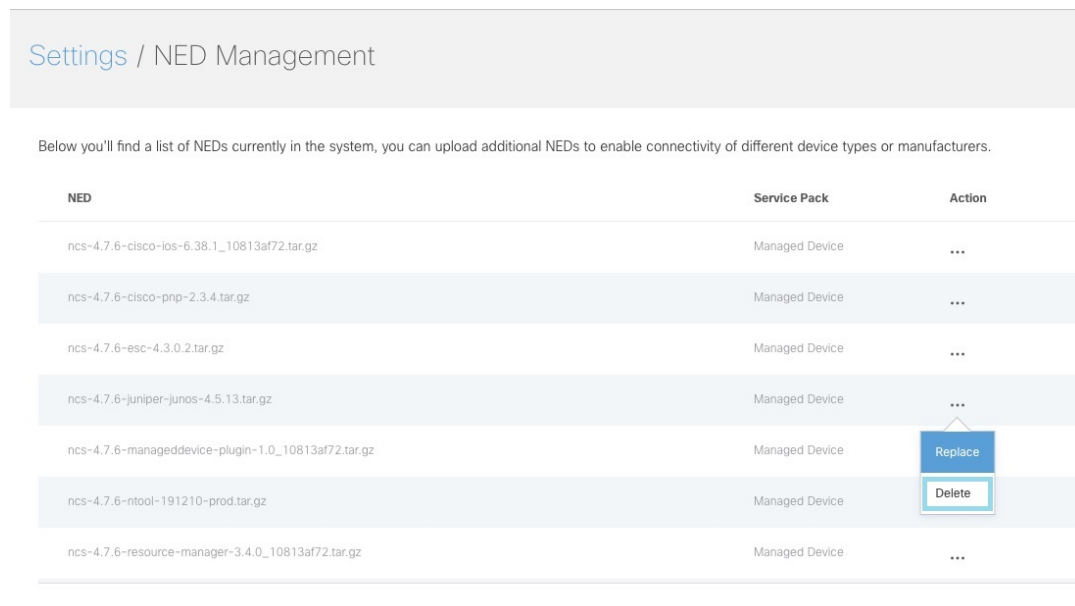 Settings / NED Management
Below you'll find a list of NEDs currently in the system, you can upload additional NEDs to enable connectivity of different device types or manufacturers.
NED Service Pack Action
ncs-4.7.6-cisco-ios-6.38.1_10813af72.tar.gz Managed Device ...
ncs-4.7.6-cisco-pnp-2.3.4.tar.gz Managed Device ...
ncs-4.7.6-esc-4.3.0.2.tar.gz Managed Device ...
ncs-4.7.6-juniper-junos-4.5.13.tar.gz Managed Device ...
ncs-4.7.6-manageddevice-plugin-1.0_10813af72.tar.gz Managed Device Replace
ncs-4.7.6-ntool-191210-prod.tar.gz Managed Device Delete
ncs-4.7.6-resource-manager-3.4.0_10813af72.tar.gz Managed Device ...